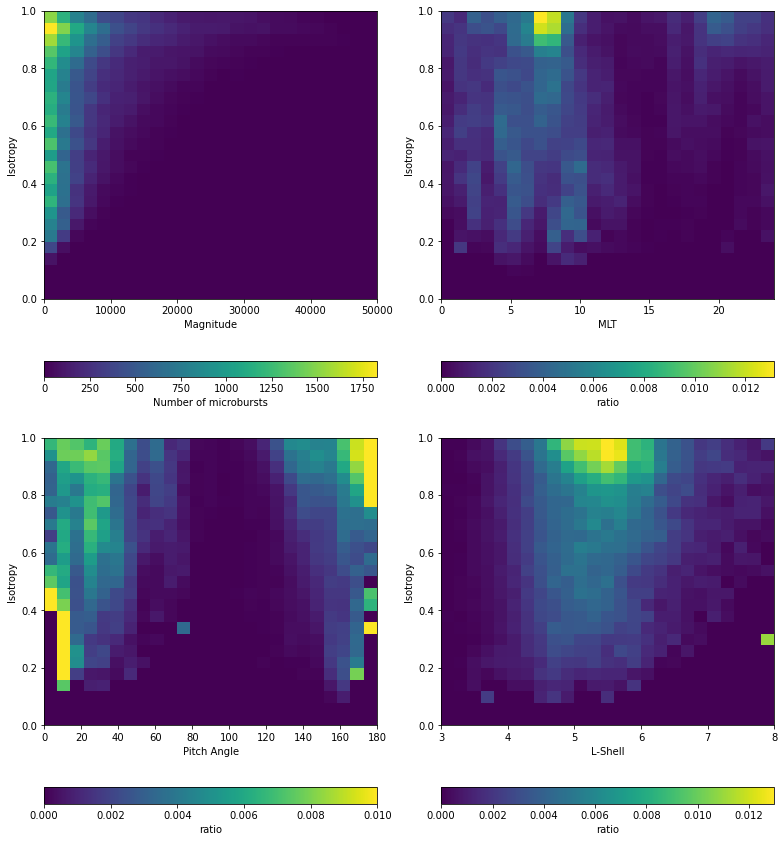 1.0
0.8
0.6
0.4
0.2
0.0
Isotropy
0 10000 20000 30000 40000 50000
Magnitude
0 250 500 750 1000 1250 1500 1750
Number of microbursts
1.0
0.8
0.6
0.4
0.2
0.0
Isotropy
0 5 10 15 20
MLT
0.000 0.002 0.004 0.006 0.008 0.010 0.012
ratio
1.0
0.8
0.6
0.4
0.2
0.0
Isotropy
0 20 40 60 80 100 120 140 160 180
Pitch Angle
0.000 0.002 0.004 0.006 0.008 0.010
ratio
1.0
0.8
0.6
0.4
0.2
0.0
Isotropy
3 4 5 6 7 8
L-Shell
0.000 0.002 0.004 0.006 0.008 0.010 0.012
ratio